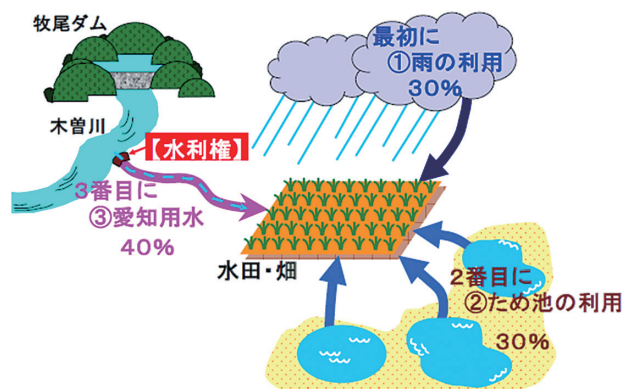 牧尾ダム
木曽川
【水利権】
最初に
①雨の利用
30%
3番目に
③愛知用水
40%
水田・畑
2番目に
②ため池の利用
30%